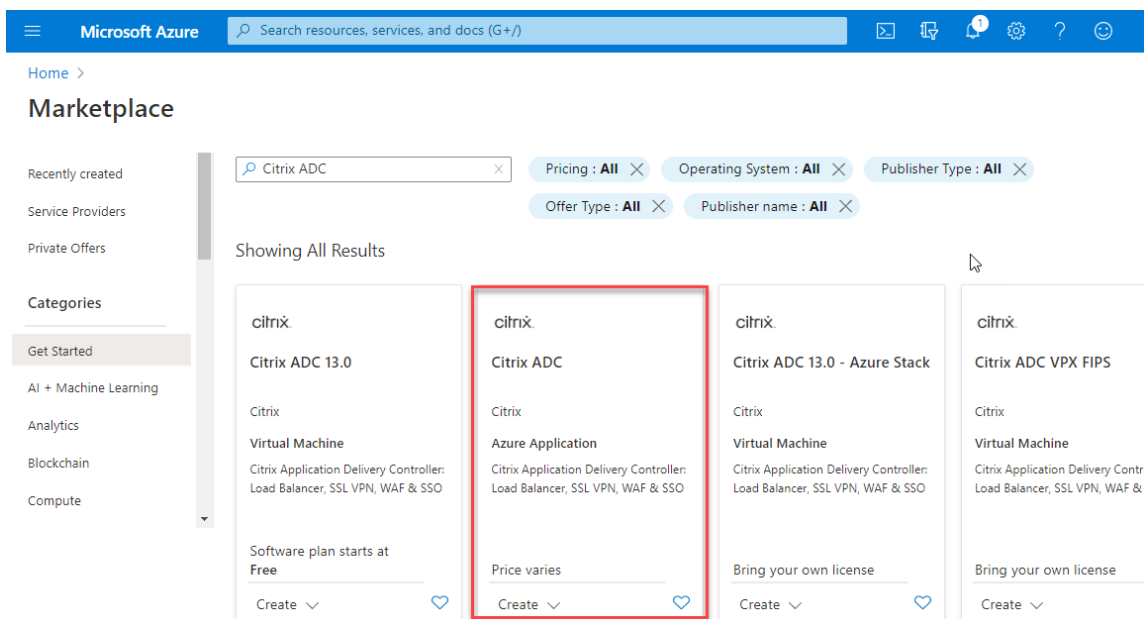 Microsoft Azure
Search resources, services, and docs (G+/)
1
Home >
Marketplace
Recently created
Service Providers
Private Offers
Categories
Get Started
AI + Machine Learning
Analytics
Blockchain
Compute
Citrix ADC
Pricing : All
Operating System : All
Publisher Type : All
Offer Type : All
Publisher name : All
Showing All Results
citrix.
Citrix ADC 13.0
Citrix
Virtual Machine
Citrix Application Delivery Controller:
Load Balancer, SSL VPN, WAF & SSO
Software plan starts at
Free
Create
citrix.
Citrix ADC
Citrix
Azure Application
Citrix Application Delivery Controller:
Load Balancer, SSL VPN, WAF & SSO
Price varies
Create
citrix.
Citrix ADC 13.0 - Azure Stack
Citrix
Virtual Machine
Citrix Application Delivery Controller:
Load Balancer, SSL VPN, WAF & SSO
Bring your own license
Create
citrix.
Citrix ADC VPX FIPS
Citrix
Virtual Machine
Citrix Application Delivery Contr
Load Balancer, SSL VPN, WAF &
Bring your own license
Create